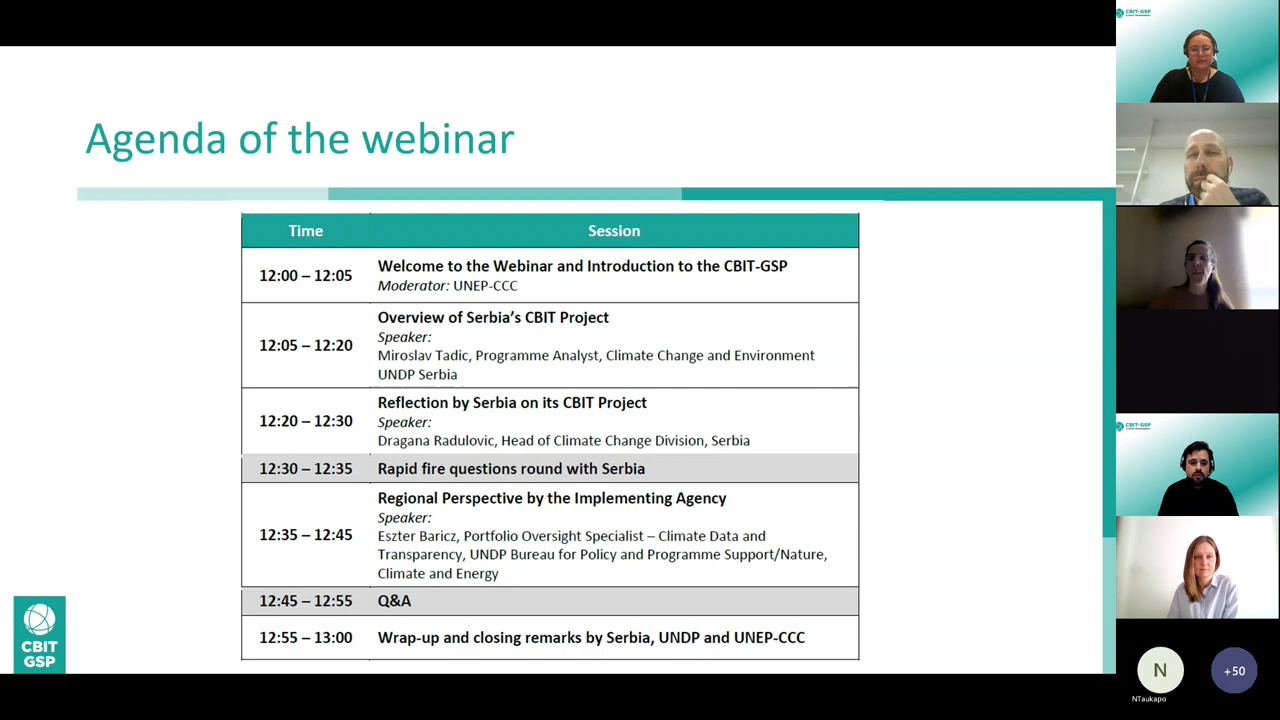 Agenda of the webinar
Time
Session
12:00 – 12:05
Welcome to the Webinar and Introduction to the CBIT-GSP
Moderator: UNEP-CCC
12:05 – 12:20
Overview of Serbia's CBIT Project
Speaker:
Miroslav Tadic, Programme Analyst, Climate Change and Environment
UNDP Serbia
12:20 – 12:30
Reflection by Serbia on its CBIT Project
Speaker:
Dragana Radulovic, Head of Climate Change Division, Serbia
12:30 – 12:35
Rapid fire questions round with Serbia
12:35 – 12:45
Regional Perspective by the Implementing Agency
Speaker:
Eszter Baricz, Portfolio Oversight Specialist – Climate Data and
Transparency, UNDP Bureau for Policy and Programme Support/Nature,
Climate and Energy
12:45 – 12:55
Q&A
12:55 – 13:00
Wrap-up and closing remarks by Serbia, UNDP and UNEP-CCC
CBIT
GSP
CBIT-GSP
CBIT-GSP
N
NTaukapo
+50